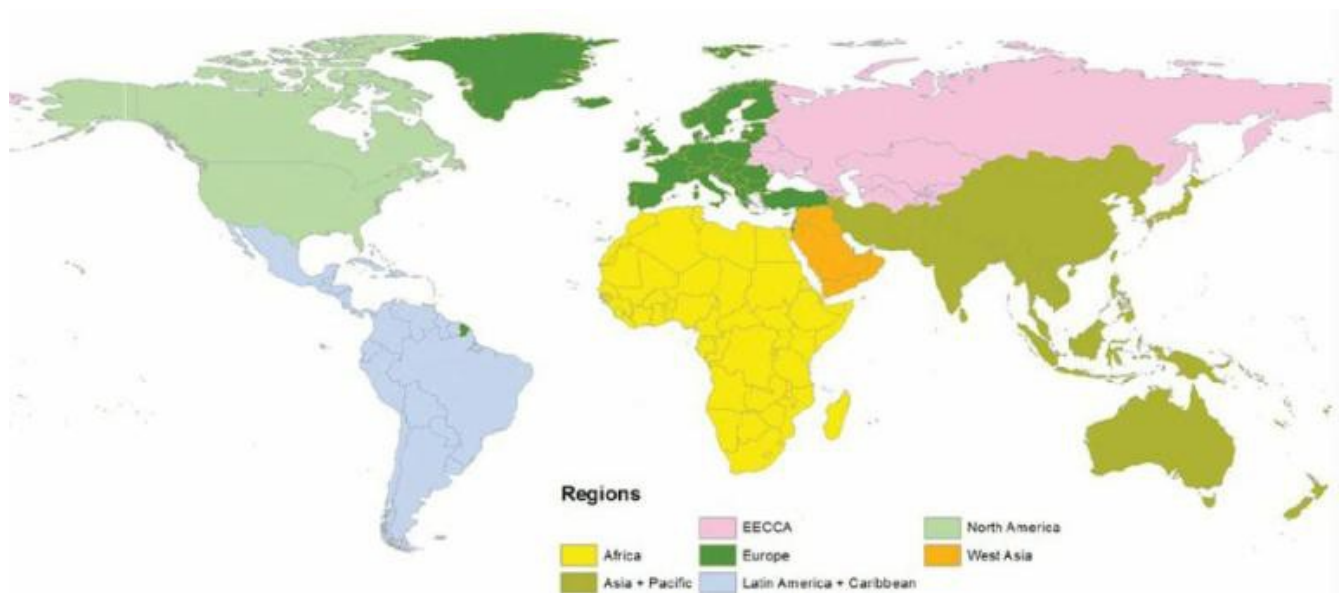 Regions
EECCA
North America
Africa
Europe
West Asia
Asia + Pacific
Latin America + Caribbean